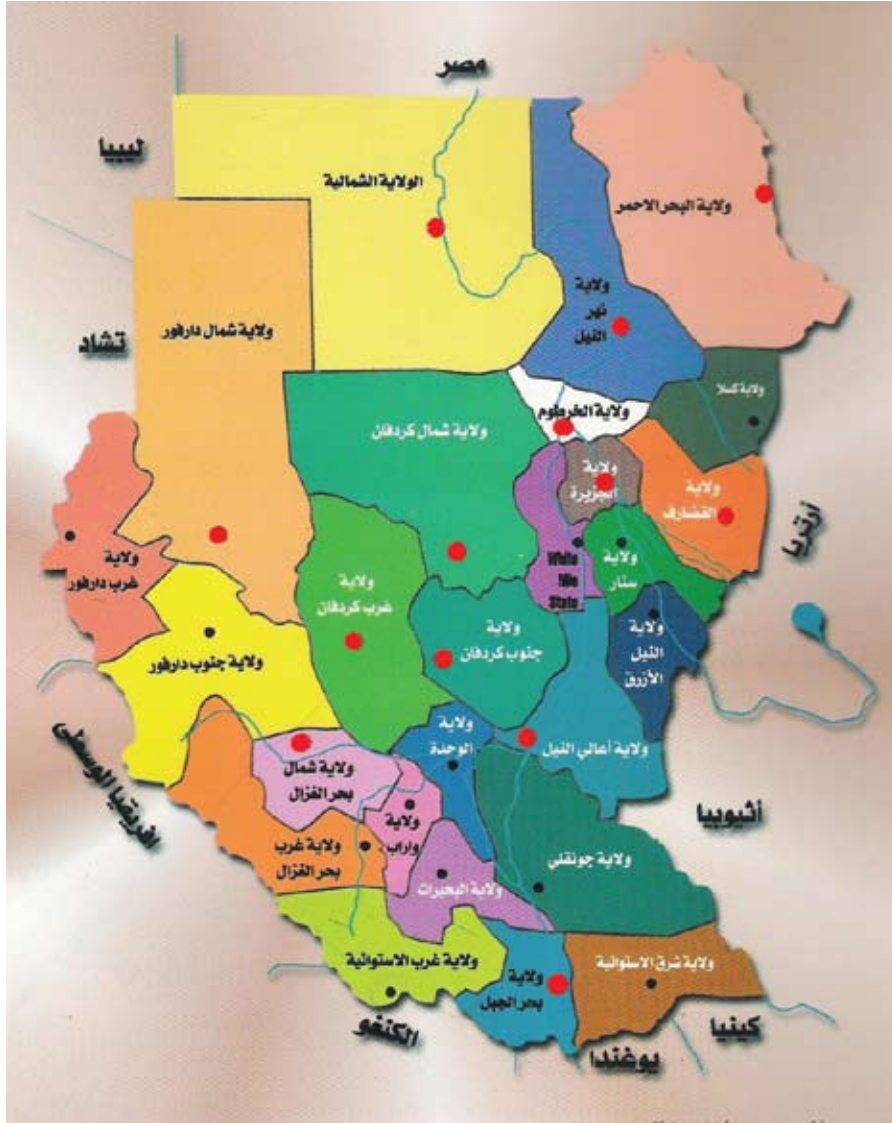 مصر
ليبيا
الولاية الشمالية
ولاية البحر الاحمر
ولاية
نهر
النيل
تشاد
ولاية شمال دارفور
ولاية كسلا
ولاية الخرطوم
ولاية شمال كردفان
ولاية
الجزيرة
ولاية
القضارف
أرتريا
ولاية
غرب دارفور
ولاية
غرب كردفان
White
Nile
State
ولاية
سنار
ولاية
جنوب كردفان
ولاية
النيل
الأزرق
ولاية جنوب دارفور
ولاية
الوحدة
ولاية أعالي النيل
افريقيا الوسطى
ولاية شمال
بحر الغزال
أثيوبيا
ولاية
واراب
ولاية غرب
بحر الغزال
ولاية جونقلي
ولاية البحيرات
ولاية غرب الاستوائية
ولاية شرق الاستوائية
ولاية
بحر الجبل
الكنغو
يوغندا
كينيا